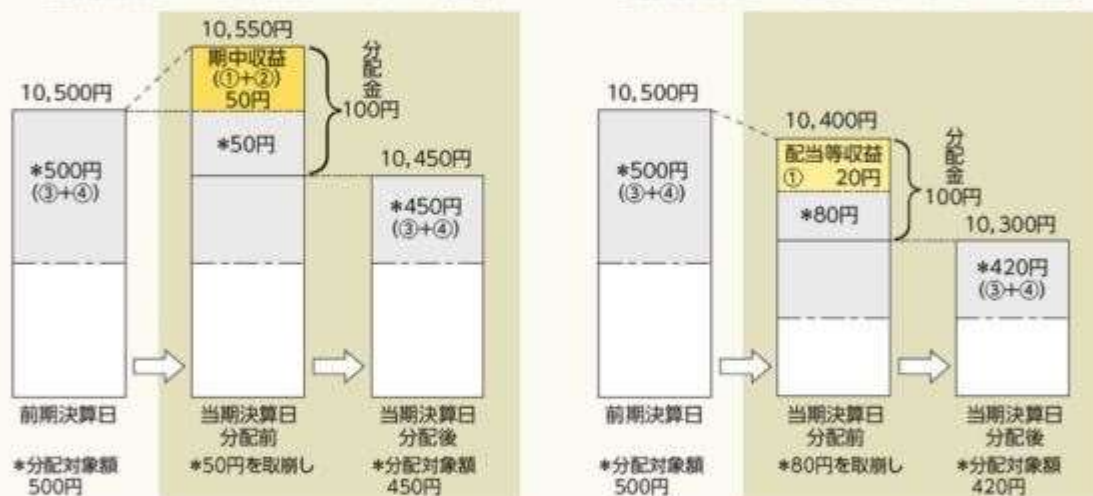 10,500円
*500円
(③+④)
前期決算日
*分配対象額
500円
10,550円
期中収益
(①+②)
50円
*50円
分配金
100円
当期決算日
分配前
*50円を取崩し
10,450円
*450円
(③+④)
当期決算日
分配後
*分配対象額
450円
10,500円
*500円
(③+④)
前期決算日
*分配対象額
500円
10,400円
配当等収益
① 20円
*80円
分配金
100円
当期決算日
分配前
*80円を取崩し
10,300円
*420円
(③+④)
当期決算日
分配後
*分配対象額
420円